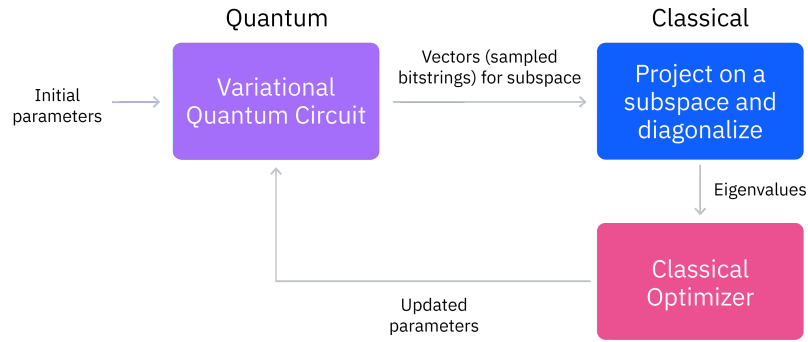 Quantum
Classical
Initial
parameters
Variational
Quantum Circuit
Vectors (sampled
bitstrings) for subspace
Project on a
subspace and
diagonalize
Eigenvalues
Classical
Optimizer
Updated
parameters